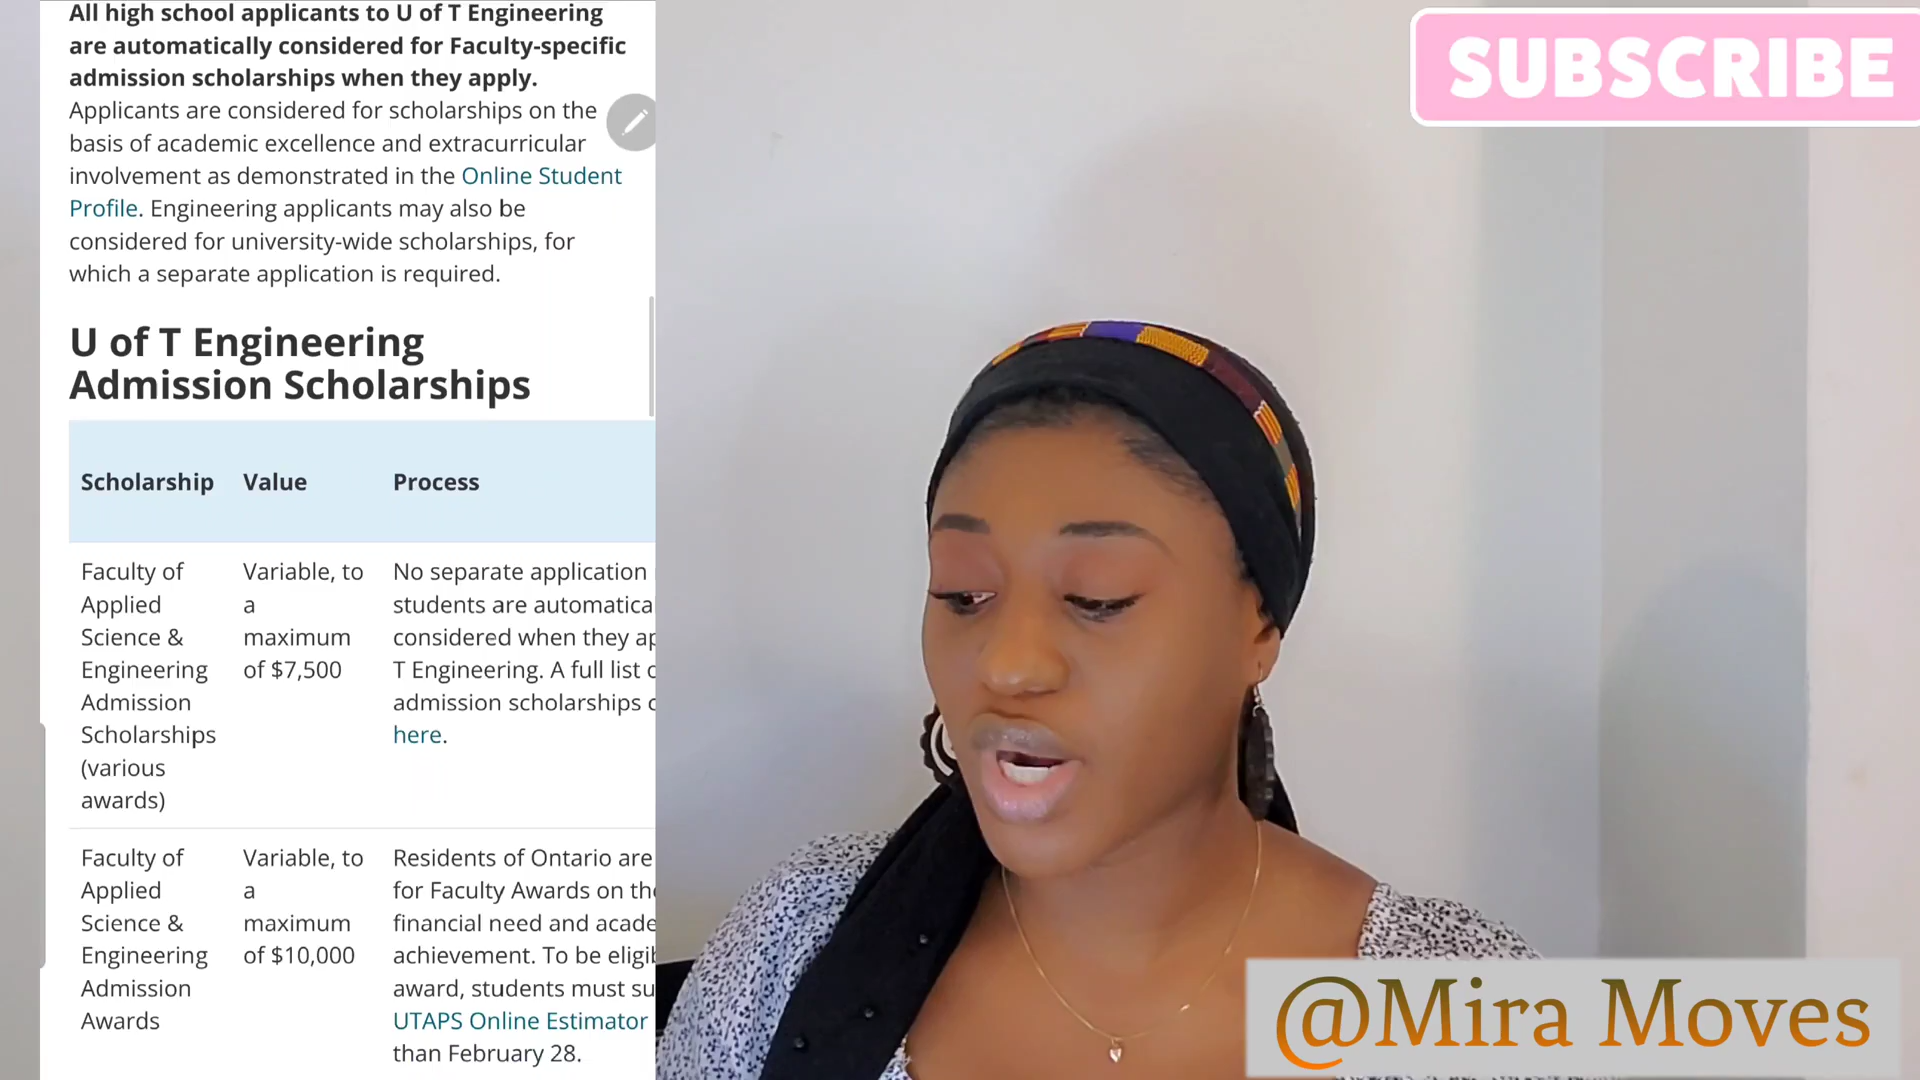 All high school applicants to U of T Engineering
are automatically considered for Faculty-specific
admission scholarships when they apply.
Applicants are considered for scholarships on the
basis of academic excellence and extracurricular
involvement as demonstrated in the Online Student
Profile. Engineering applicants may also be
considered for university-wide scholarships, for
which a separate application is required.
U of T Engineering
Admission Scholarships
Scholarship Value Process
Faculty of
Applied
Science &
Engineering
Admission
Scholarships
(various
awards)
Variable, to
a
maximum
of $7,500
No separate application
students are automatica
considered when they ap
T Engineering. A full list
admission scholarships
here.
Faculty of
Applied
Science &
Engineering
Admission
Awards
Variable, to
a
maximum
of $10,000
Residents of Ontario are
for Faculty Awards on the
financial need and acade
achievement. To be eligib
award, students must su
UTAPS Online Estimator
than February 28.
SUBSCRIBE
@Mira Moves